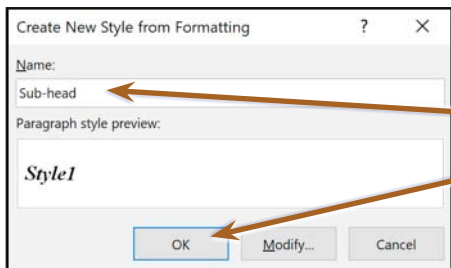 Create New Style from Formatting ? ×
Name:
Sub-head
Paragraph style preview:
Style1
OK Modify... Cancel